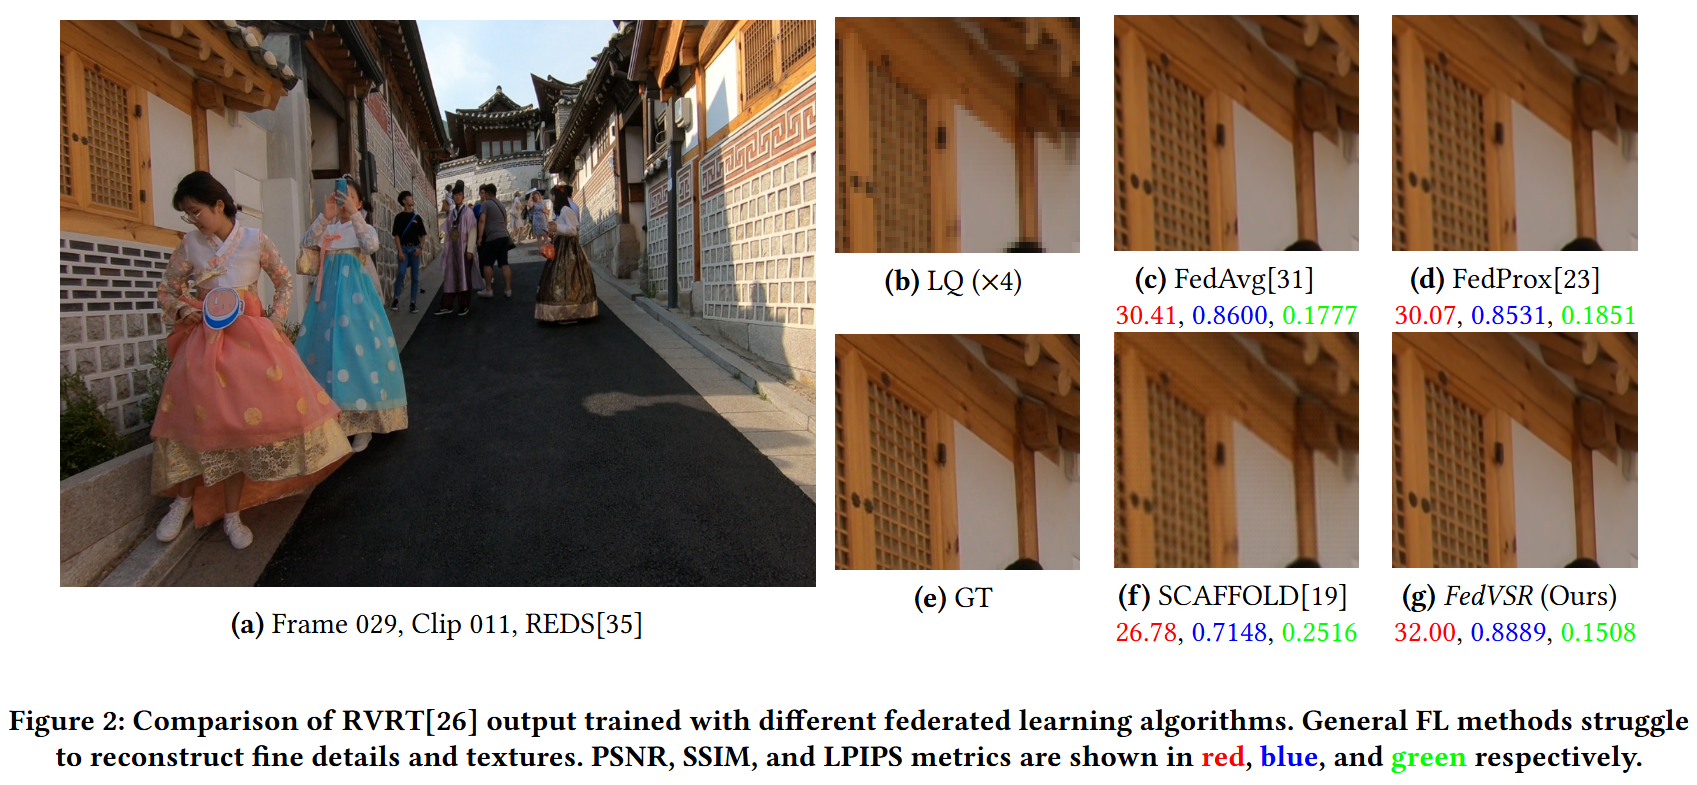 (a) Frame 029, Clip 011, REDS[35]
(b) LQ (×4)
(c) FedAvg[31]
30.41, 0.8600, 0.1777
(d) FedProx[23]
30.07, 0.8531, 0.1851
(e) GT
(f) SCAFFOLD[19]
26.78, 0.7148, 0.2516
(g) FedVSR (Ours)
32.00, 0.8889, 0.1508
Figure 2: Comparison of RVRT[26] output trained with different federated learning algorithms. General FL methods struggle
to reconstruct fine details and textures. PSNR, SSIM, and LPIPS metrics are shown in red, blue, and green respectively.